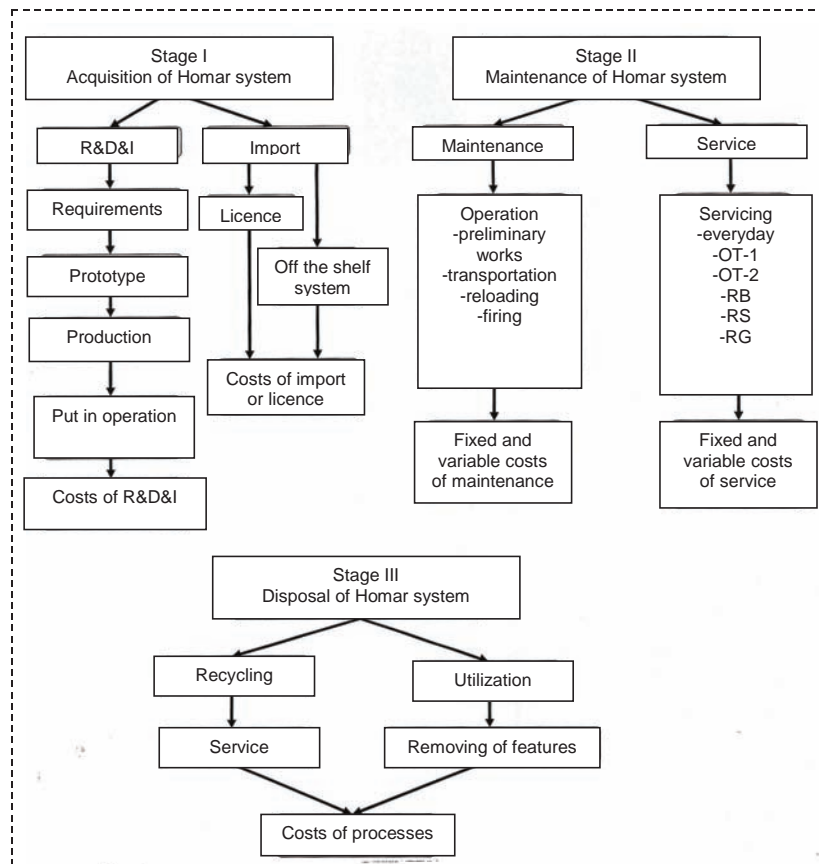 Stage I
Acquisition of Homar system
R&D&I
Import
Requirements
Licence
Prototype
Off the shelf
system
Production
Costs of import
or licence
Put in operation
Costs of R&D&I
Stage II
Maintenance of Homar system
Maintenance
Service
Operation
-preliminary
works
-transportation
-reloading
-firing
Servicing
-everyday
-OT-1
-OT-2
-RB
-RS
-RG
Fixed and
variable costs
of maintenance
Fixed and
variable costs
of service
Stage III
Disposal of Homar system
Recycling
Utilization
Service
Removing of features
Costs of processes